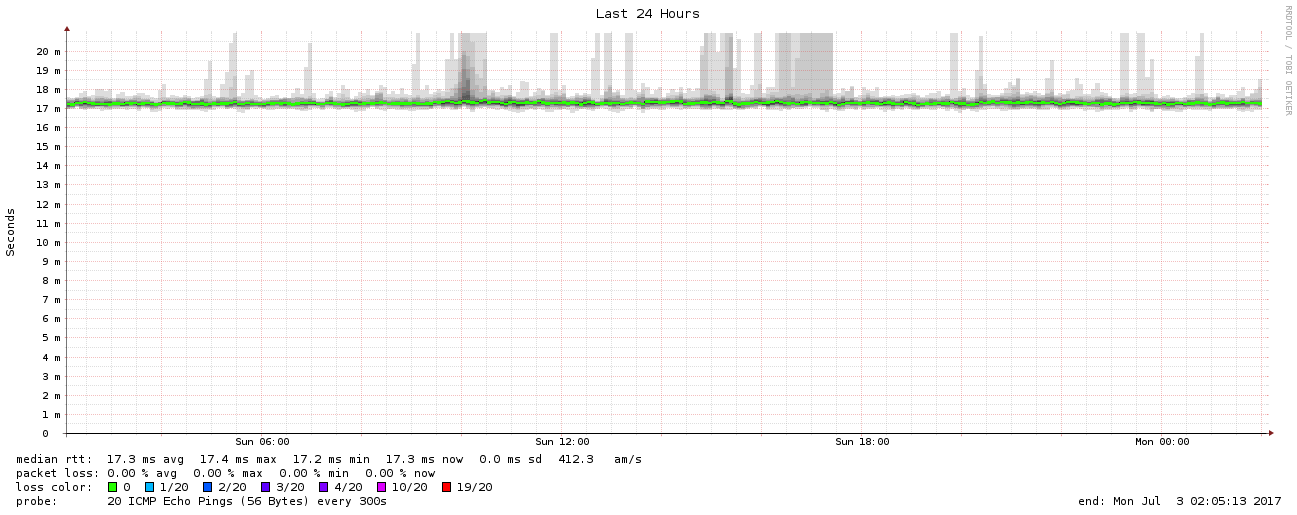 Last 24 Hours
RRDTOOL / TOBI OETIKER
Seconds
20 m
19 m
18 m
17 m
16 m
15 m
14 m
13 m
12 m
11 m
10 m
9 m
8 m
7 m
6 m
5 m
4 m
3 m
2 m
1 m
0
Sun 06:00 Sun 12:00 Sun 18:00 Mon 00:00
median rtt: 17.3 ms avg 17.4 ms max 17.2 ms min 17.3 ms now 0.0 ms sd 412.3 am/s
packet loss: 0.00 % avg 0.00 % max 0.00 % min 0.00 % now
loss color: 0 1/20 2/20 3/20 4/20 10/20 19/20
probe: 20 ICMP Echo Pings (56 Bytes) every 300s end: Mon Jul 3 02:05:13 2017